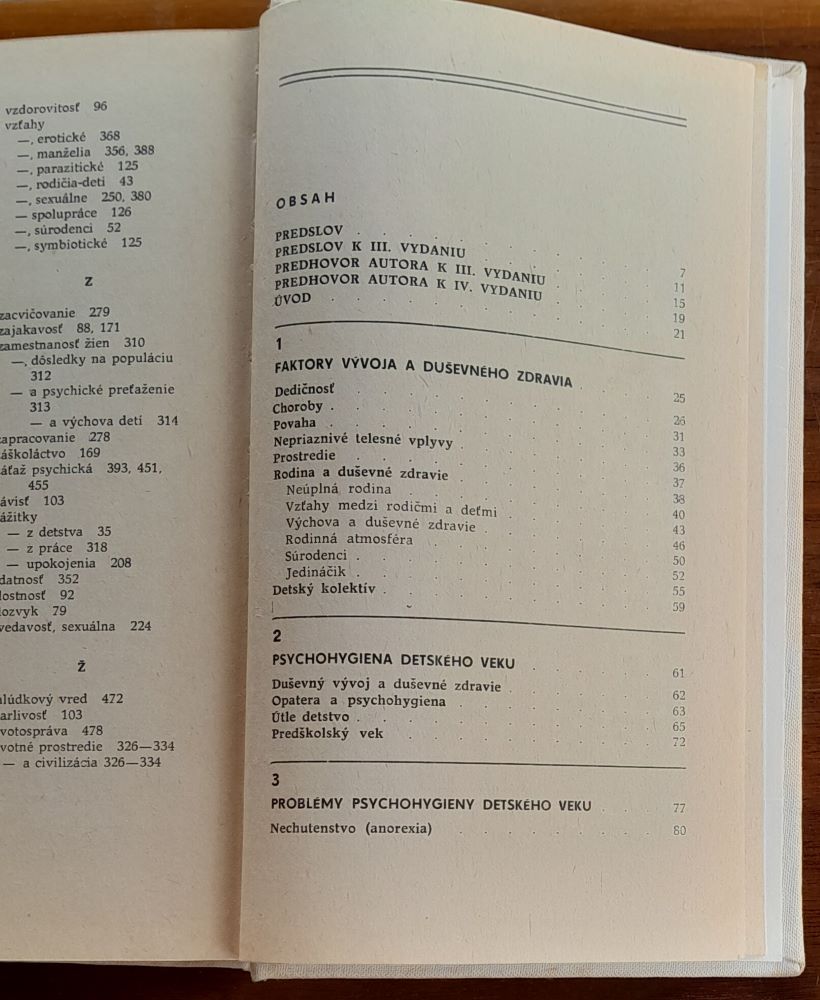 vzdorovitosť 96
vzťahy
—, erotické 368
—, manželia 356, 388
—, parazitické 125
—, rodičia-deti 43
—, sexuálne 250, 380
— spolupráce 126
—, súrodenci 52
—, symbiotické 125
Z
zacvičovanie 279
zajakavosť 88, 171
zamestnanosť žien 310
—, dôsledky na populáciu
312
— a psychické preťaženie
313
— a výchova detí 314
apracovanie 278
áškoláctvo 169
áťaž psychická 393, 451,
455
ávisť 103
ážitky
— z detstva 35
— z práce 318
— upokojenia 208
datnosť 352
lostnosť 92
lozvyk 79
vedavosť, sexuálna 224
Ž
alúdkový vred 472
arlivosť 103
votospráva 478
votné prostredie 326—334
— a civilizácia 326—334
OBSAH
PREDSLOV . . . . . . . . 7
PREDSLOV K III. VYDANIU . . . . . 11
PREDHOVOR AUTORA K III. VYDANIU . . . 15
PREDHOVOR AUTORA K IV. VYDANIU . . . 19
ÚVOD . . . . . . . . 21
1
FAKTORY VÝVOJA A DUŠEVNÉHO ZDRAVIA . . . 25
Dedičnosť . . . . . . . . 26
Choroby . . . . . . . . 31
Povaha . . . . . . . . 33
Nepriaznivé telesné vplyvy . . . . . 36
Prostredie . . . . . . . . 37
Rodina a duševné zdravie . . . . . 38
Neúplná rodina . . . . . . 40
Vzťahy medzi rodičmi a deťmi . . . . 43
Výchova a duševné zdravie . . . . . 46
Rodinná atmosféra . . . . . . 50
Súrodenci . . . . . . . . 52
Jedináčik . . . . . . . . 55
Detský kolektív . . . . . . . 59
2
PSYCHOHYGIENA DETSKÉHO VEKU . . . . 61
Duševný vývoj a duševné zdravie . . . . 62
Opatera a psychohygiena . . . . . 63
Útle detstvo . . . . . . . . 65
Predškolský vek . . . . . . . 72
3
PROBLÉMY PSYCHOHYGIENY DETSKÉHO VEKU . . . 77
Nechutenstvo (anorexia) . . . . . . 80